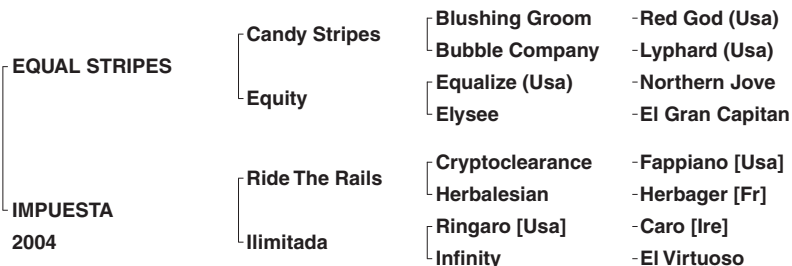 Blushing Groom -Red God (Usa)
Candy Stripes
Bubble Company -Lyphard (Usa)
EQUAL STRIPES
Equalize (Usa) -Northern Jove
Equity
Elysee -El Gran Capitan
Cryptoclearance -Fappiano [Usa]
Ride The Rails
Herbalesian -Herbager [Fr]
IMPUESTA
Ringaro [Usa] -Caro [Ire]
2004 Ilimitada
Infinity -El Virtuoso